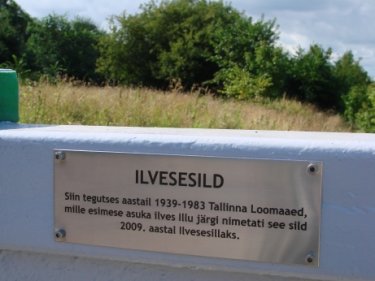 ILVESESILD
Siin tegutses aastail 1939-1983 Tallinna Loomaaed,
mille esimese asuka ilves Illu järgi nimetati see sild
2009. aastal Ilvesesillaks.